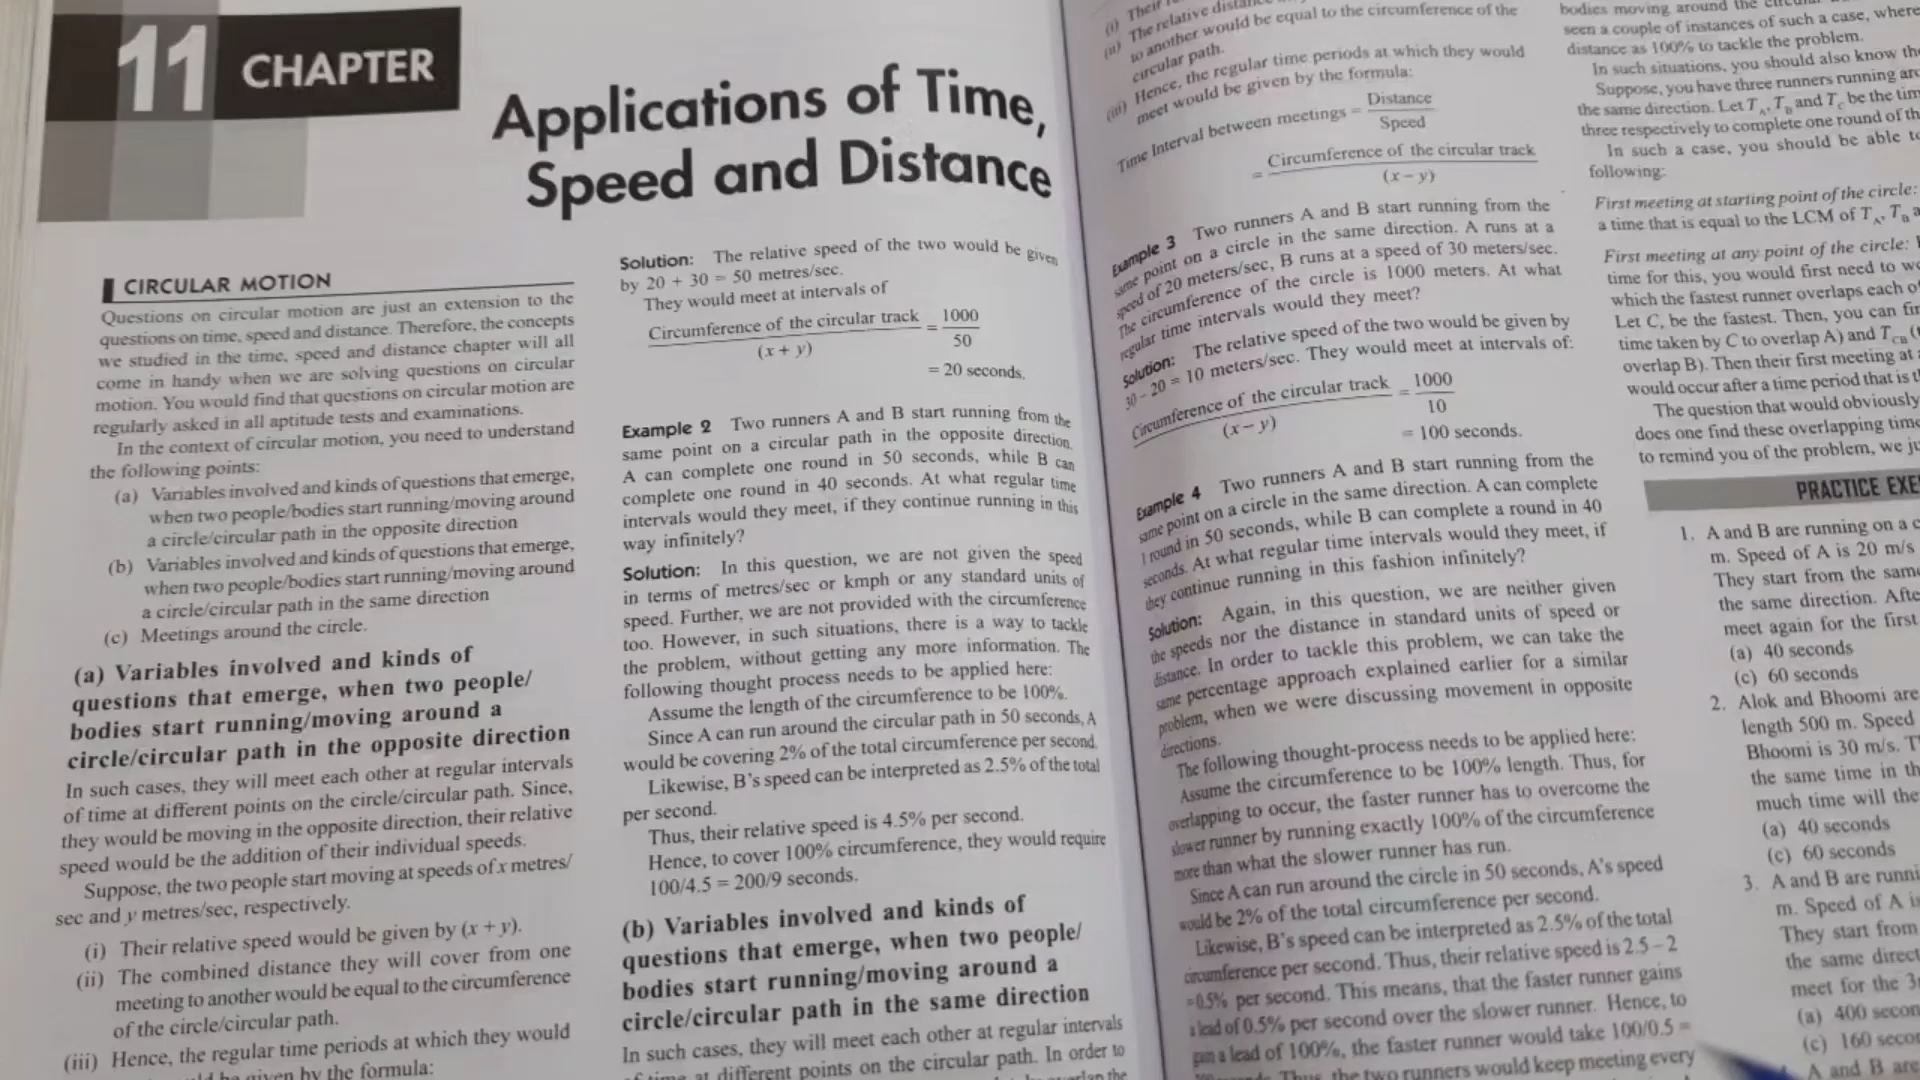 11 CHAPTER
Applications of Time,
Speed and Distance
CIRCULAR MOTION
Questions on circular motion are just an extension to the
questions on time, speed and distance. Therefore, the concepts
we studied in the time, speed and distance chapter will all
come in handy when we are solving questions on circular
motion. You would find that questions on circular motion are
regularly asked in all aptitude tests and examinations.
In the context of circular motion, you need to understand
the following points:
(a) Variables involved and kinds of questions that emerge,
when two people/bodies start running/moving around
a circle/circular path in the opposite direction
(b) Variables involved and kinds of questions that emerge,
when two people/bodies start running/moving around
a circle/circular path in the same direction
(c) Meetings around the circle.
(a) Variables involved and kinds of
questions that emerge, when two people/
bodies start running/moving around a
circle/circular path in the opposite direction
In such cases, they will meet each other at regular intervals
of time at different points on the circle/circular path. Since,
they would be moving in the opposite direction, their relative
speed would be the addition of their individual speeds.
Suppose, the two people start moving at speeds of x metres/
sec and y metres/sec, respectively.
(i) Their relative speed would be given by (x + y).
(ii) The combined distance they will cover from one
meeting to another would be equal to the circumference
of the circle/circular path.
(iii) Hence, the regular time periods at which they would
given by the formula:
Solution: The relative speed of the two would be given
by 20 + 30 = 50 metres/sec.
They would meet at intervals of
Circumference of the circular track = 1000
(x + y) 50
= 20 seconds.
Example 2 Two runners A and B start running from the
same point on a circular path in the opposite direction.
A can complete one round in 50 seconds, while B can
complete one round in 40 seconds. At what regular time
intervals would they meet, if they continue running in this
way infinitely?
Solution: In this question, we are not given the speed
in terms of metres/sec or kmph or any standard units of
speed. Further, we are not provided with the circumference
too. However, in such situations, there is a way to tackle
the problem, without getting any more information. The
following thought process needs to be applied here:
Assume the length of the circumference to be 100%.
Since A can run around the circular path in 50 seconds, A
would be covering 2% of the total circumference per second.
Likewise, B's speed can be interpreted as 2.5% of the total
per second.
Thus, their relative speed is 4.5% per second.
Hence, to cover 100% circumference, they would require
100/4.5 = 200/9 seconds.
(b) Variables involved and kinds of
questions that emerge, when two people/
bodies start running/moving around a
circle/circular path in the same direction
In such cases, they will meet each other at regular intervals
at different points on the circular path. In order to
(i) Their
(ii) The relative distance
to another would be equal to the circumference of the
circular path.
(iii) Hence, the regular time periods at which they would
meet would be given by the formula:
Time Interval between meetings = Distance
Speed
= Circumference of the circular track
(x - y)
Example 3 Two runners A and B start running from the
same point on a circle in the same direction. A runs at a
speed of 20 meters/sec, B runs at a speed of 30 meters/sec.
The circumference of the circle is 1000 meters. At what
regular time intervals would they meet?
Solution: The relative speed of the two would be given by
30 - 20 = 10 meters/sec. They would meet at intervals of:
Circumference of the circular track = 1000
(x - y) 10
= 100 seconds.
Example 4 Two runners A and B start running from the
same point on a circle in the same direction. A can complete
1 round in 50 seconds, while B can complete a round in 40
seconds. At what regular time intervals would they meet, if
they continue running in this fashion infinitely?
Solution: Again, in this question, we are neither given
the speeds nor the distance in standard units of speed or
distance. In order to tackle this problem, we can take the
same percentage approach explained earlier for a similar
problem, when we were discussing movement in opposite
directions.
The following thought-process needs to be applied here:
Assume the circumference to be 100% length. Thus, for
overlapping to occur, the faster runner has to overcome the
slower runner by running exactly 100% of the circumference
more than what the slower runner has run.
Since A can run around the circle in 50 seconds, A's speed
would be 2% of the total circumference per second.
Likewise, B's speed can be interpreted as 2.5% of the total
circumference per second. Thus, their relative speed is 2.5 – 2
=0.5% per second. This means, that the faster runner gains
a lead of 0.5% per second over the slower runner. Hence, to
gain a lead of 100%, the faster runner would take 100/0.5 =
Thus, the two runners would keep meeting every
bodies moving around the
seen a couple of instances of such a case, where
distance as 100% to tackle the problem.
In such situations, you should also know
Suppose, you have three runners running
the same direction. Let TA, TB and TC be the
three respectively to complete one round of
In such a case, you should be able
following:
First meeting at starting point of the circle:
a time that is equal to the LCM of TA, TB
First meeting at any point of the circle:
time for this, you would first need to
which the fastest runner overlaps each
Let C, be the fastest. Then, you can
time taken by C to overlap A) and TCB
overlap B). Then their first meeting at
would occur after a time period that is
The question that would obviously
does one find these overlapping
to remind you of the problem, we
PRACTICE
1. A and B are running on a
m. Speed of A is 20 m/s
They start from the
the same direction.
meet again for the first
(a) 40 seconds
(c) 60 seconds
2. Alok and Bhoomi are
length 500 m. Speed
Bhoomi is 30 m/s.
the same time in
much time will
(a) 40 seconds
(c) 60 seconds
3. A and B are
m. Speed of A
They start from
the same
meet for the
(a) 400
(c) 160
A and B are